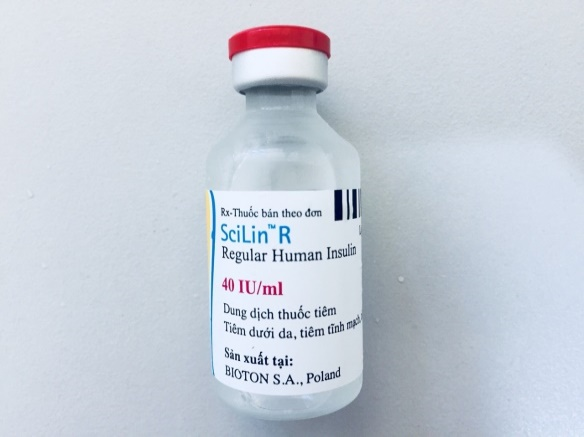 Rx-Thuốc bán theo đơn
SciLin™ R
Regular Human Insulin
40 IU/ml
Dung dịch thuốc tiêm
Tiêm dưới da, tiêm tĩnh mạch,
Sản xuất tại:
BIOTON S.A., Poland